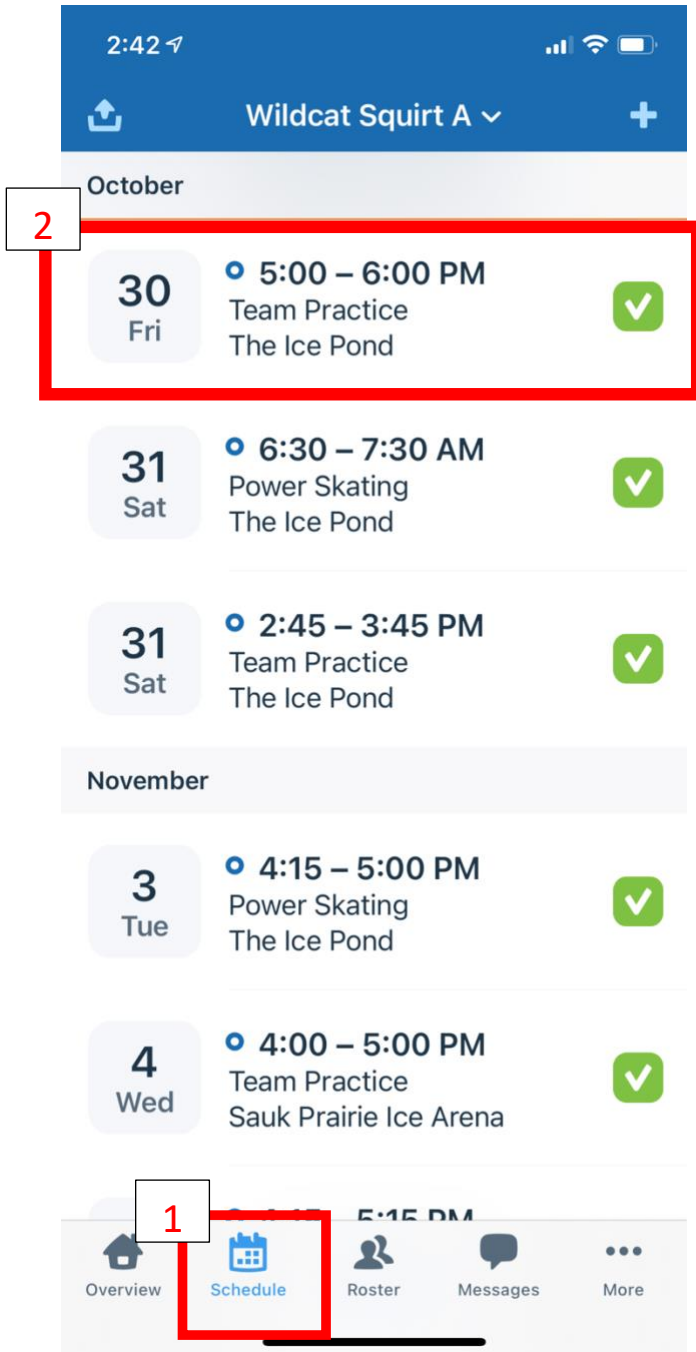 2:42
Wildcat Squirt A
October
2
30
Fri
5:00 – 6:00 PM
Team Practice
The Ice Pond
31
Sat
6:30 – 7:30 AM
Power Skating
The Ice Pond
31
Sat
2:45 – 3:45 PM
Team Practice
The Ice Pond
November
3
Tue
4:15 – 5:00 PM
Power Skating
The Ice Pond
4
Wed
4:00 – 5:00 PM
Team Practice
Sauk Prairie Ice Arena
5:15 PM
1
Overview
Schedule
Roster
Messages
More